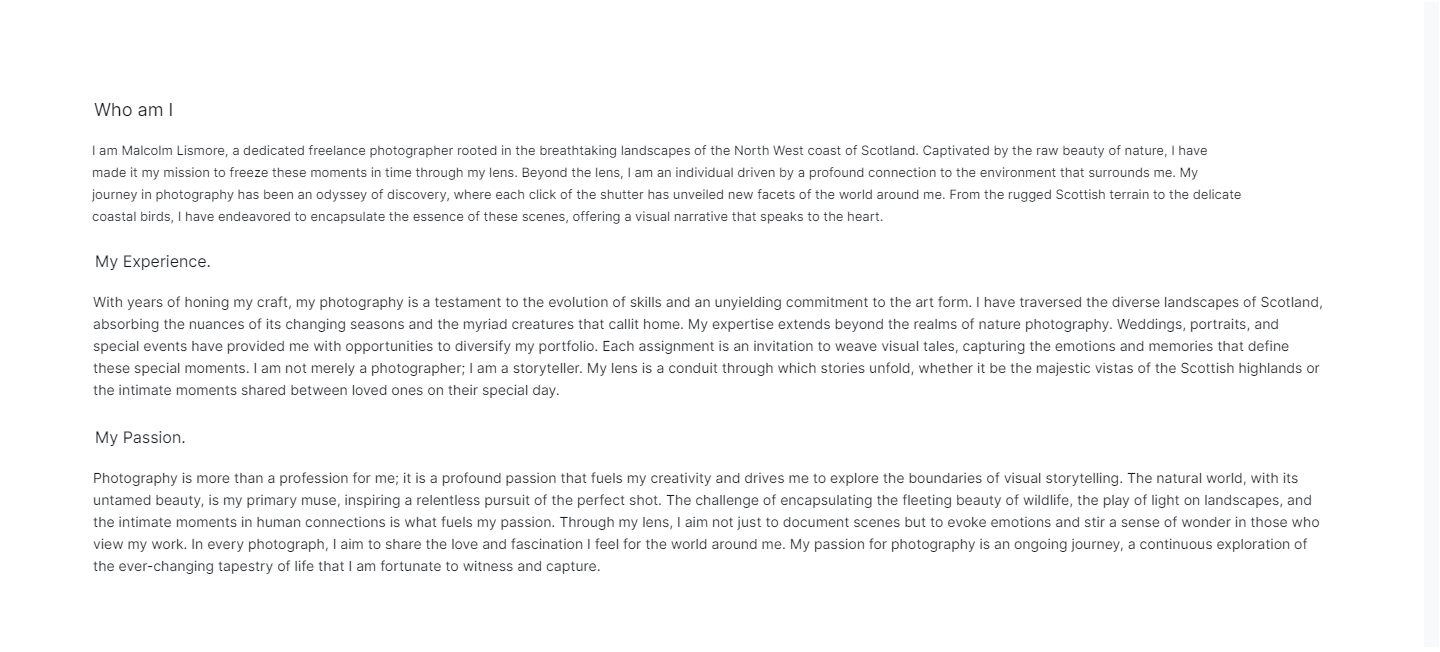 Who am I
I am Malcolm Lismore, a dedicated freelance photographer rooted in the breathtaking landscapes of the North West coast of Scotland. Captivated by the raw beauty of nature, I have
made it my mission to freeze these moments in time through my lens. Beyond the lens, I am an individual driven by a profound connection to the environment that surrounds me. My
journey in photography has been an odyssey of discovery, where each click of the shutter has unveiled new facets of the world around me. From the rugged Scottish terrain to the delicate
coastal birds, I have endeavored to encapsulate the essence of these scenes, offering a visual narrative that speaks to the heart.
My Experience.
With years of honing my craft, my photography is a testament to the evolution of skills and an unyielding commitment to the art form. I have traversed the diverse landscapes of Scotland,
absorbing the nuances of its changing seasons and the myriad creatures that callit home. My expertise extends beyond the realms of nature photography. Weddings, portraits, and
special events have provided me with opportunities to diversify my portfolio. Each assignment is an invitation to weave visual tales, capturing the emotions and memories that define
these special moments. I am not merely a photographer; I am a storyteller. My lens is a conduit through which stories unfold, whether it be the majestic vistas of the Scottish highlands or
the intimate moments shared between loved ones on their special day.
My Passion.
Photography is more than a profession for me; it is a profound passion that fuels my creativity and drives me to explore the boundaries of visual storytelling. The natural world, with its
untamed beauty, is my primary muse, inspiring a relentless pursuit of the perfect shot. The challenge of encapsulating the fleeting beauty of wildlife, the play of light on landscapes, and
the intimate moments in human connections is what fuels my passion. Through my lens, I aim not just to document scenes but to evoke emotions and stir a sense of wonder in those who
view my work. In every photograph, I aim to share the love and fascination I feel for the world around me. My passion for photography is an ongoing journey, a continuous exploration of
the ever-changing tapestry of life that I am fortunate to witness and capture.